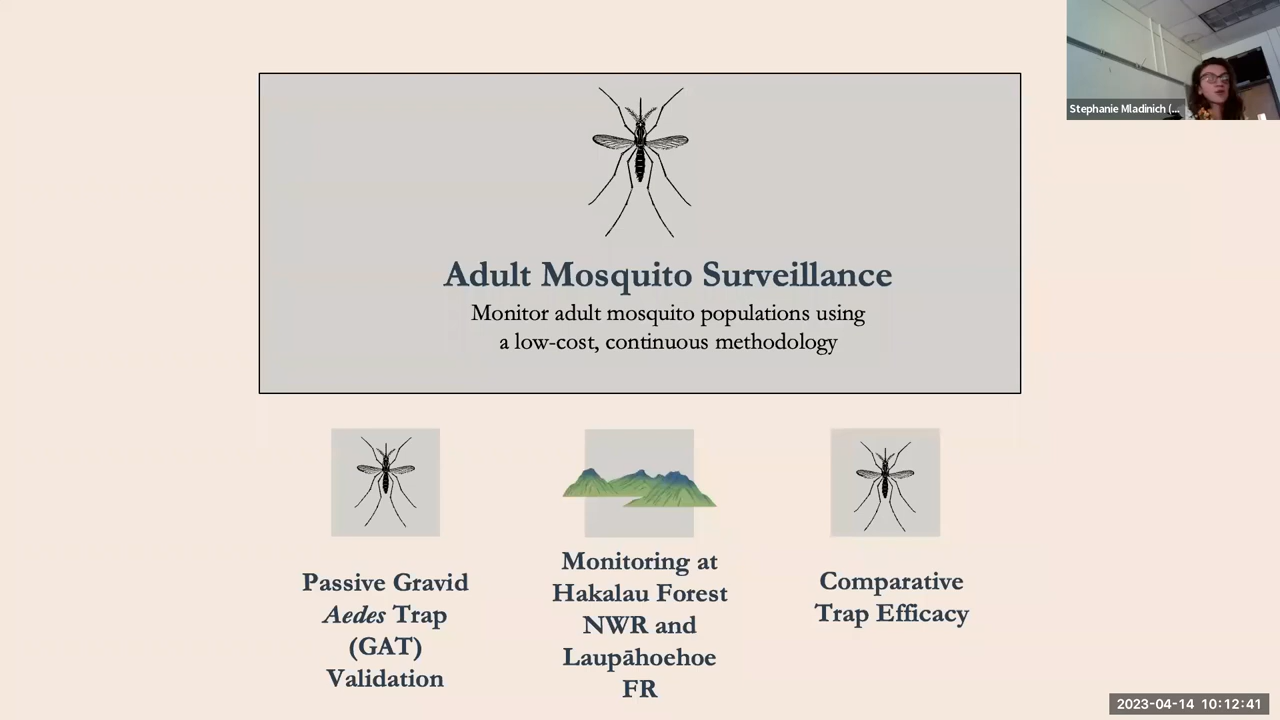 Stephanie Mladinich (...
Adult Mosquito Surveillance
Monitor adult mosquito populations using
a low-cost, continuous methodology
Passive Gravid
Aedes Trap
(GAT)
Validation
Monitoring at
Hakalau Forest
NWR and
Laupāhoehoe
FR
Comparative
Trap Efficacy
2023-04-14 10:12:41